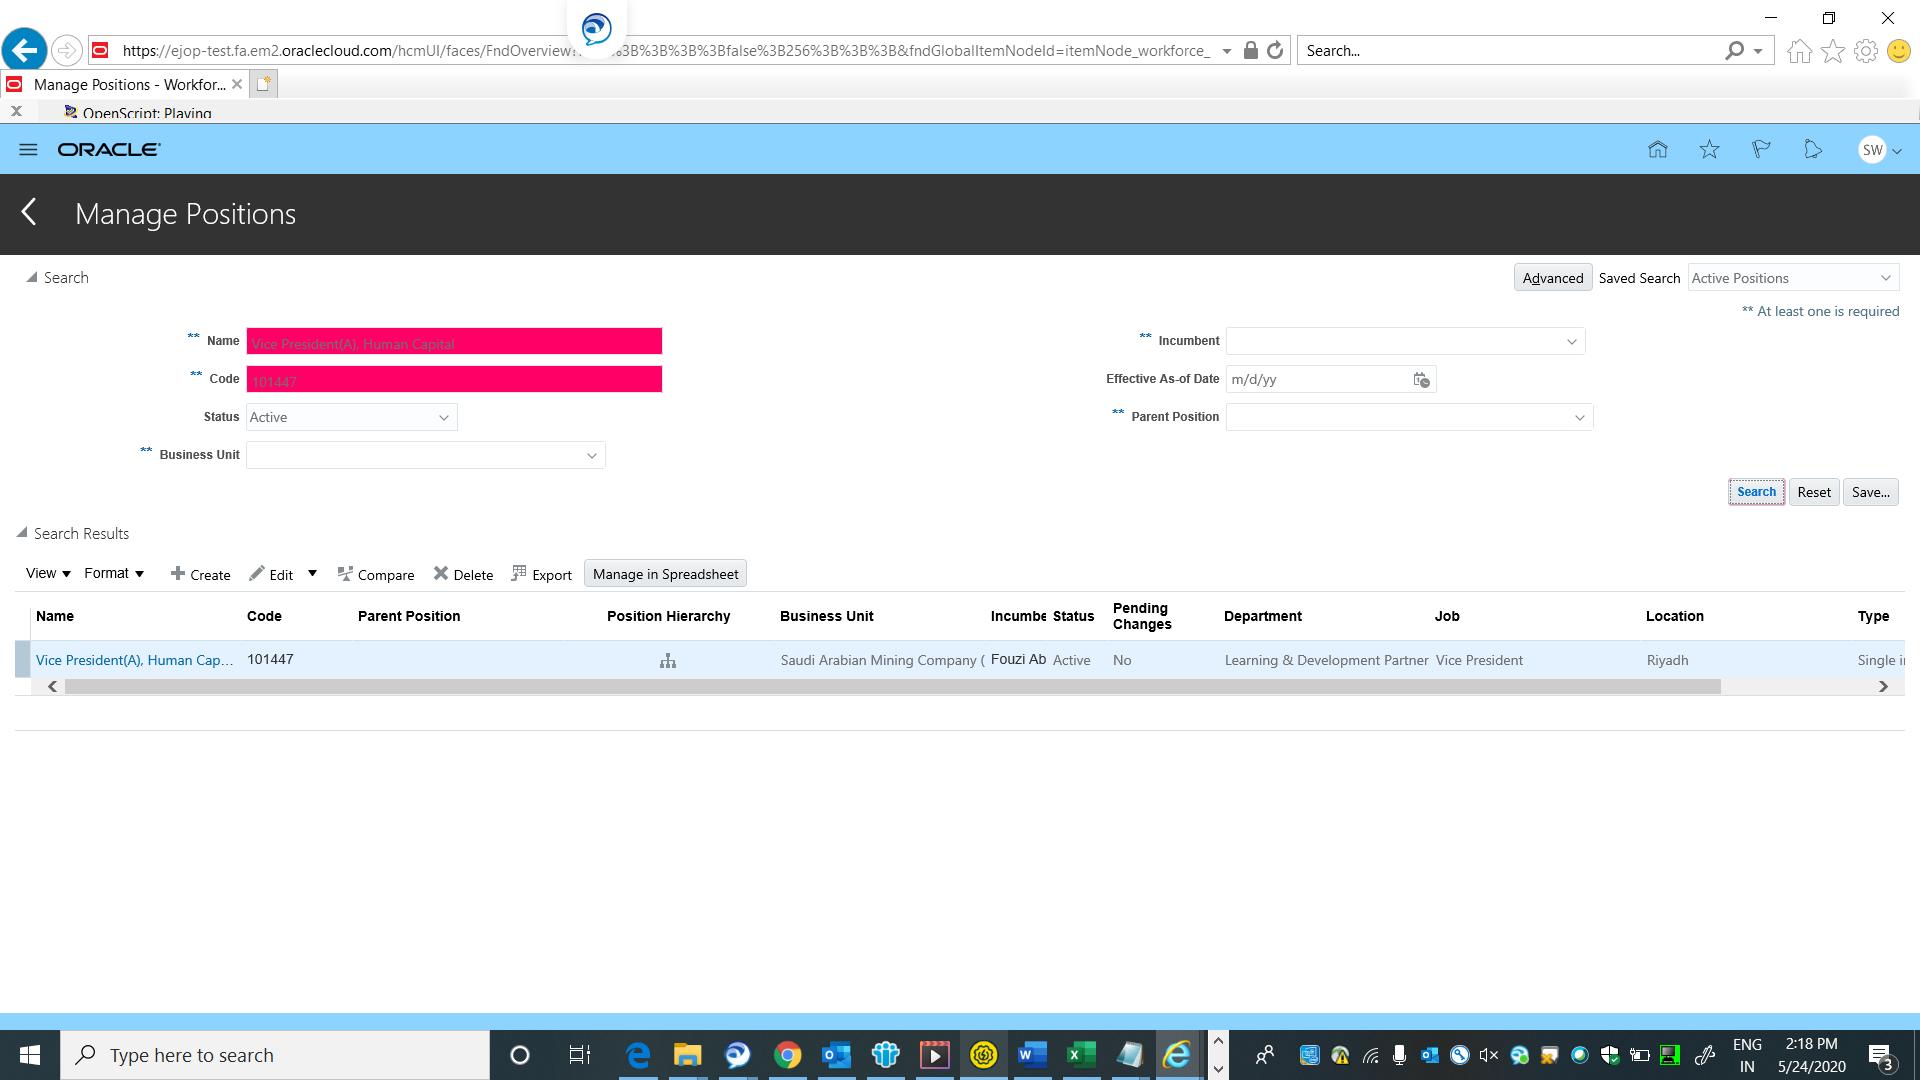 https://ejop-test.fa.em2.oraclecloud.com/hcmUI/faces/FndOverview
3B%3B%3B%3Bfalse%3B256%3B%3B%3B&fndGlobalItemNodeId=itemNode_workforce_
Search...
Manage Positions - Workfor...
OpenScript: Playing
ORACLE
SW
Manage Positions
Search
Advanced
Saved Search
Active Positions
** At least one is required
** Name
Vice President(A), Human Capital
** Incumbent
** Code
101447
Effective As-of Date
m/d/yy
Status
Active
** Parent Position
** Business Unit
Search
Reset
Save...
Search Results
View
Format
Create
Edit
Compare
Delete
Export
Manage in Spreadsheet
Name
Code
Parent Position
Position Hierarchy
Business Unit
Incumbe
Status
Pending
Changes
Department
Job
Location
Type
Vice President(A), Human Cap...
101447
Saudi Arabian Mining Company (
Fouzi Ab
Active
No
Learning & Development Partner
Vice President
Riyadh
Single i
Type here to search
ENG
IN
2:18 PM
5/24/2020
3